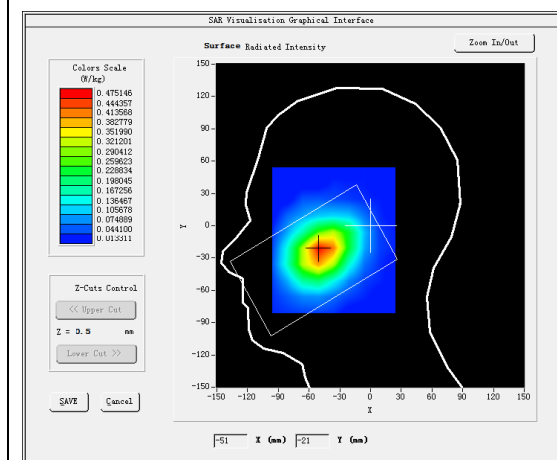 SAR Visualisation Graphical Interface
Surface Radiated Intensity
Zoom In/Out
Colors Scale
(W/kg)
0.475146
0.444357
0.413568
0.382779
0.351990
0.321201
0.290412
0.259623
0.228834
0.198045
0.167256
0.136467
0.105678
0.074889
0.044100
0.013311
150
120
90
60
30
0
-30
-60
-90
-120
-150
Y
-150 -120 -90 -60 -30 0 30 60 90 120 150
X
Z-Cuts Control
<< Upper Cut
Z = 0.5 mm
Lower Cut >>
SAVE Cancel
-51 X (mm) -21 Y (mm)